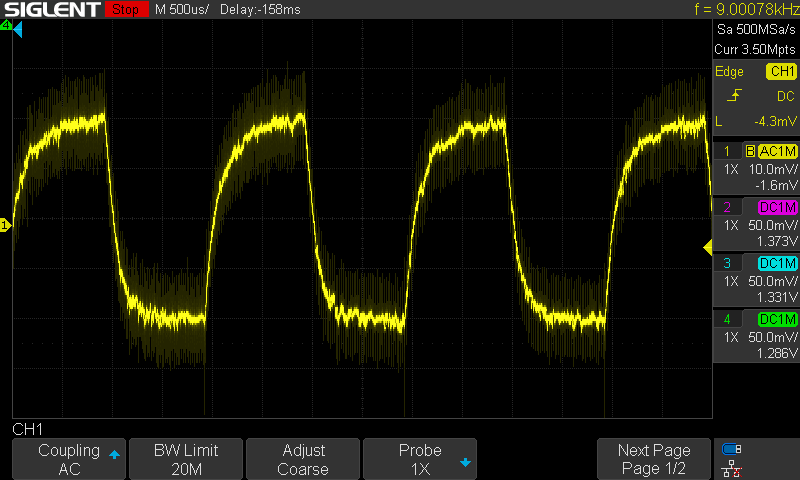 SIGLENT Stop M 500us/ Delay:-158ms f = 9.00078kHz
Sa 500MSa/s
Curr 3.50Mpts
Edge CH1
DC
L -4.3mV
1 B AC1M
1X 10.0mV/
-1.6mV
2 DC1M
1X 50.0mV/
1.373V
3 DC1M
1X 50.0mV/
1.331V
4 DC1M
1X 50.0mV/
1.286V
4
1
CH1
Coupling
AC
BW Limit
20M
Adjust
Coarse
Probe
1X
Next Page
Page 1/2